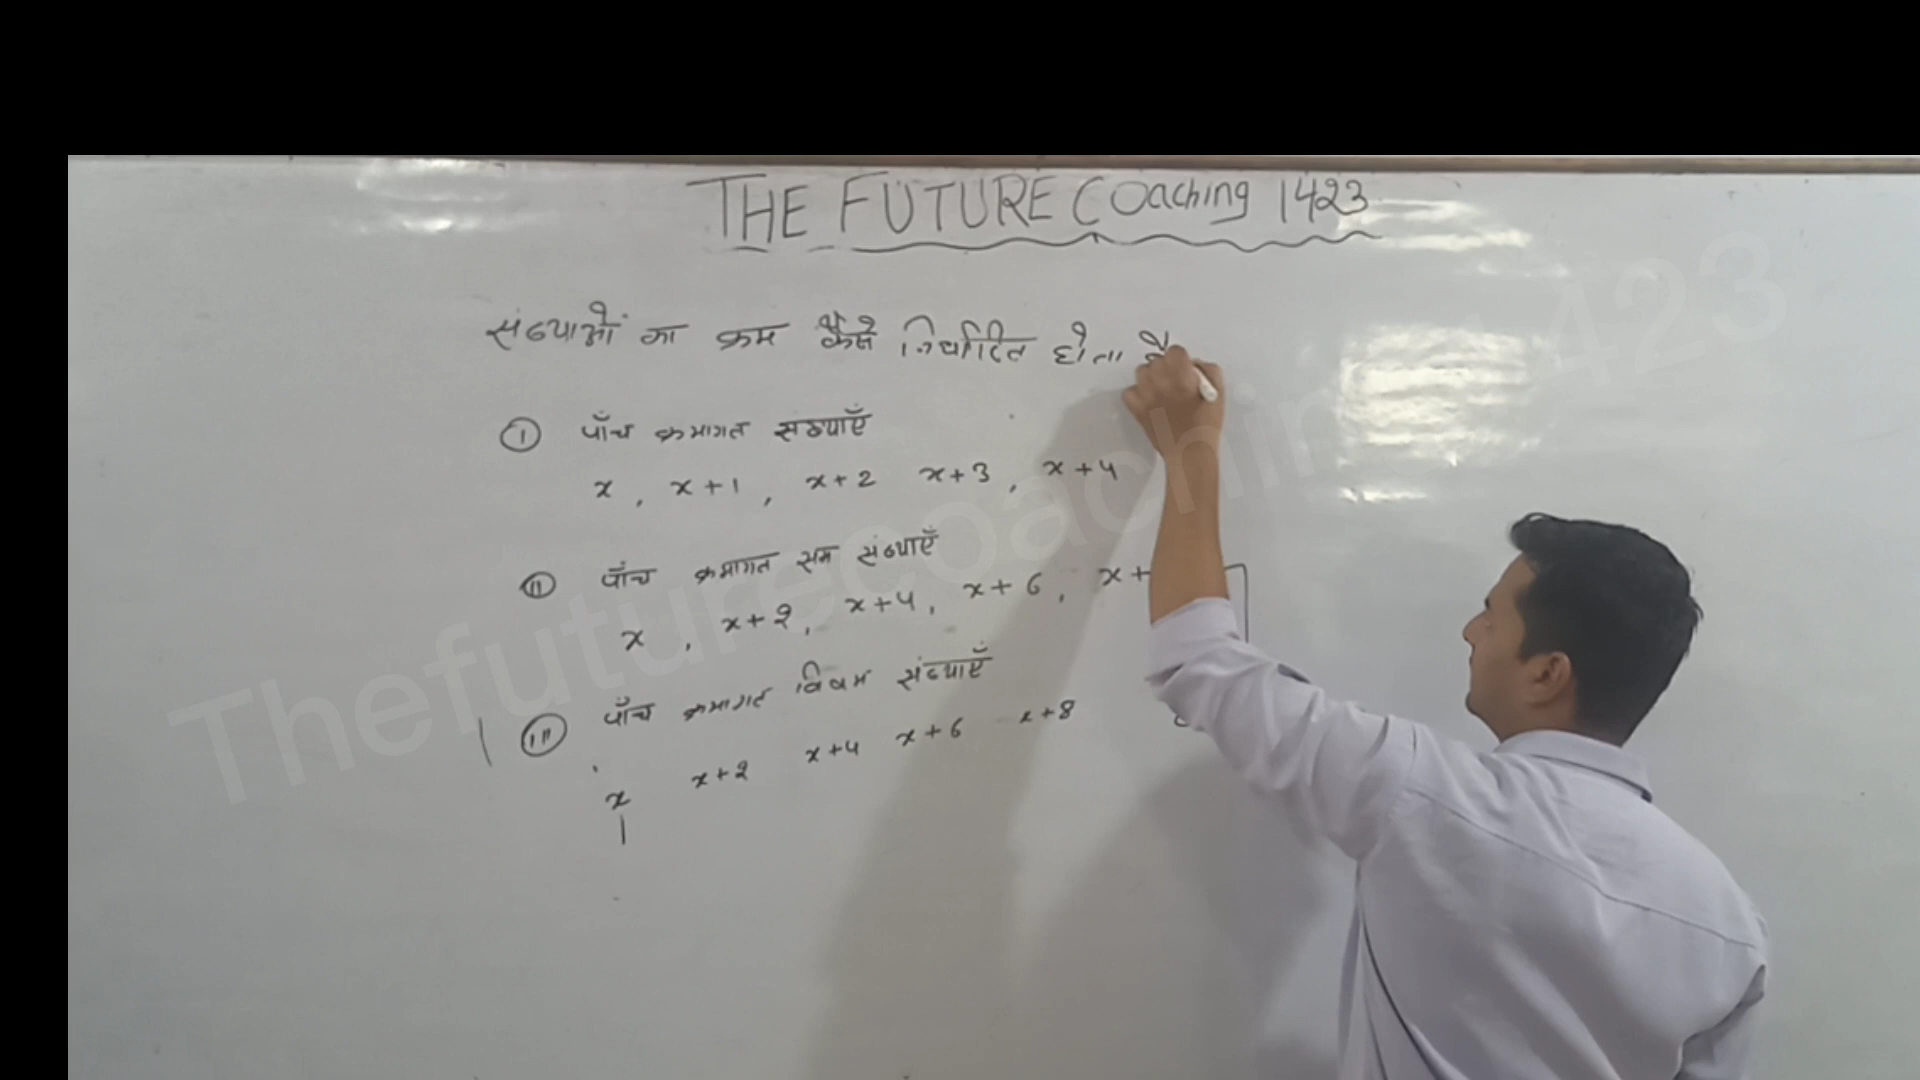 THE FUTURE Coaching 1423
संख्याओं का क्रम कैसे निर्धारित होता है
(I) पाँच क्रमागत संख्याएँ
x , x+1 , x+2 x+3 , x+4
(II) पाँच क्रमागत सम संख्याएँ
x , x+2, x+4, x+6, x+
(III) पाँच क्रमागत विषम संख्याएँ
x x+2 x+4 x+6 x+8
1
Thefuturecoaching1423